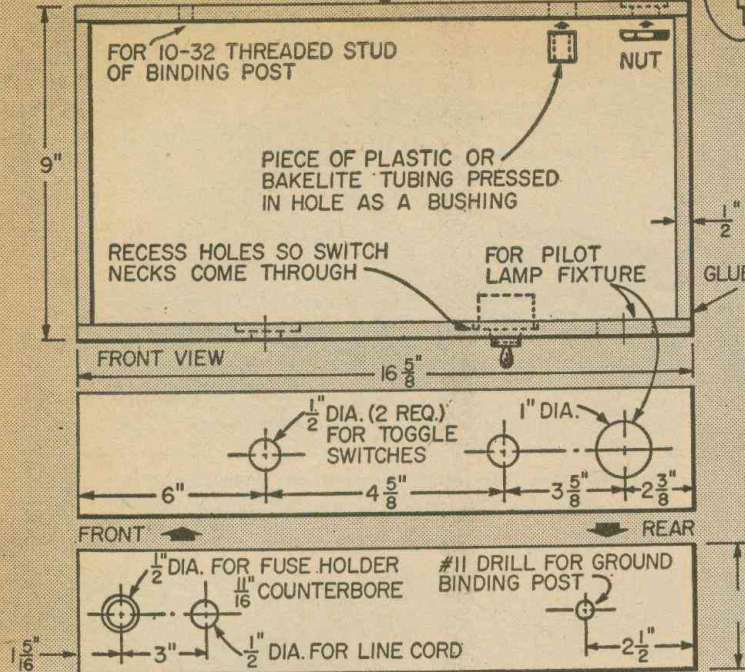 FOR 10-32 THREADED STUD
OF BINDING POST
NUT
9"
PIECE OF PLASTIC OR
BAKELITE TUBING PRESSED
IN HOLE AS A BUSHING
1/2"
RECESS HOLES SO SWITCH
NECKS COME THROUGH
FOR PILOT
LAMP FIXTURE
GLUE
FRONT VIEW
16 5/8"
1/2" DIA. (2 REQ.)
FOR TOGGLE
SWITCHES
1" DIA.
6"
4 5/8"
3 5/8"
2 3/8"
FRONT
REAR
1/2" DIA. FOR FUSE HOLDER
11/16" COUNTERBORE
#11 DRILL FOR GROUND
BINDING POST
1 5/16"
3"
1/2" DIA. FOR LINE CORD
2 1/2"